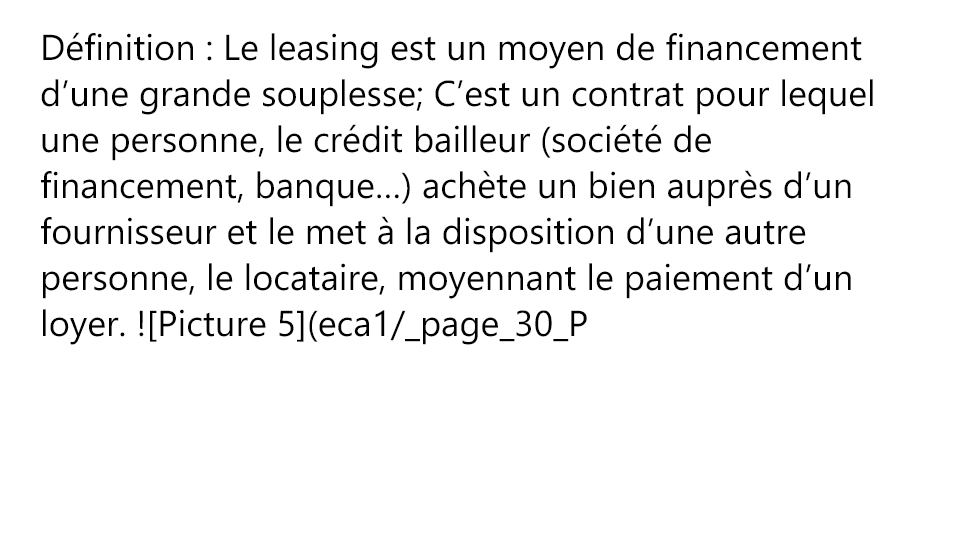 Définition : Le leasing est un moyen de financement
d’une grande souplesse; C’est un contrat pour lequel
une personne, le crédit bailleur (société de
financement, banque…) achète un bien auprès d’un
fournisseur et le met à la disposition d’une autre
personne, le locataire, moyennant le paiement d’un
loyer. ![Picture 5](eca1/_page_30_P